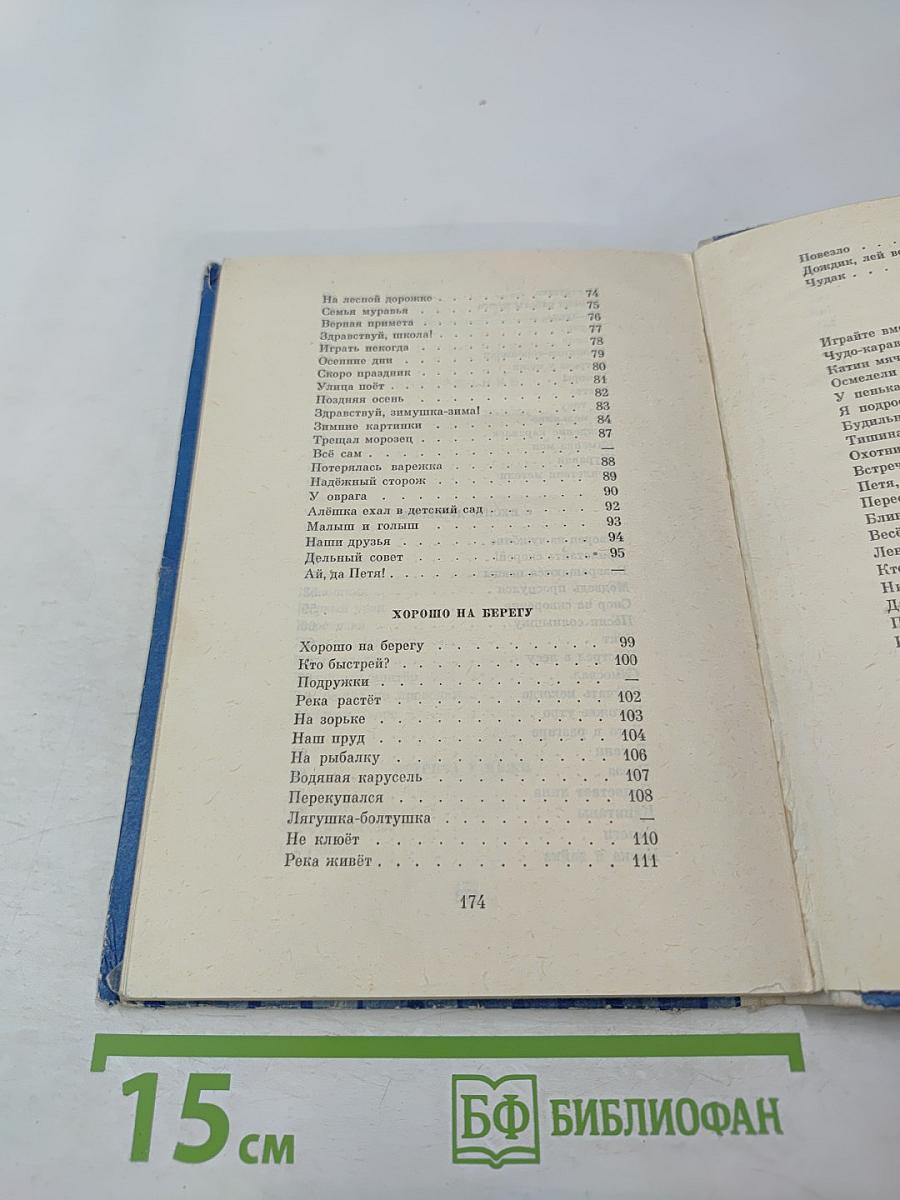 На лесной дорожке . . . . . . . . 74
Семья муравья . . . . . . . . . 75
Верная примета . . . . . . . . . 76
Здравствуй, школа! . . . . . . . . 77
Играть некогда . . . . . . . . . 78
Осенние дни . . . . . . . . . . 79
Скоро праздник . . . . . . . . . 80
Улица поёт . . . . . . . . . . 81
Поздняя осень . . . . . . . . . 82
Здравствуй, зимушка-зима! . . . . . . 83
Зимние картинки . . . . . . . . . 84
Трещал морозец . . . . . . . . . 87
Всё сам . . . . . . . . . . . —
Потерялась варежка . . . . . . . . 88
Надёжный сторож . . . . . . . . . 89
У оврага . . . . . . . . . . . 90
Алёшка ехал в детский сад . . . . . . 92
Малыш и голыш . . . . . . . . . 93
Наши друзья . . . . . . . . . . 94
Дельный совет . . . . . . . . . 95
Ай, да Петя! . . . . . . . . . . —
ХОРОШО НА БЕРЕГУ
Хорошо на берегу . . . . . . . . . 99
Кто быстрей? . . . . . . . . . . 100
Подружки . . . . . . . . . . . —
Река растёт . . . . . . . . . . 102
На зорьке . . . . . . . . . . . 103
Наш пруд . . . . . . . . . . . 104
На рыбалку . . . . . . . . . . 106
Водяная карусель . . . . . . . . . 107
Перекупался . . . . . . . . . . 108
Лягушка-болтушка . . . . . . . . . —
Не клюёт . . . . . . . . . . . 110
Река живёт . . . . . . . . . . . 111
174
Повезло . . .
Дождик, лей
Чудак . . .
Играйте
Катин
Осмелели
У пенька
Я
Охотни
Петя,
15 см
БФ БИБЛИОФАН